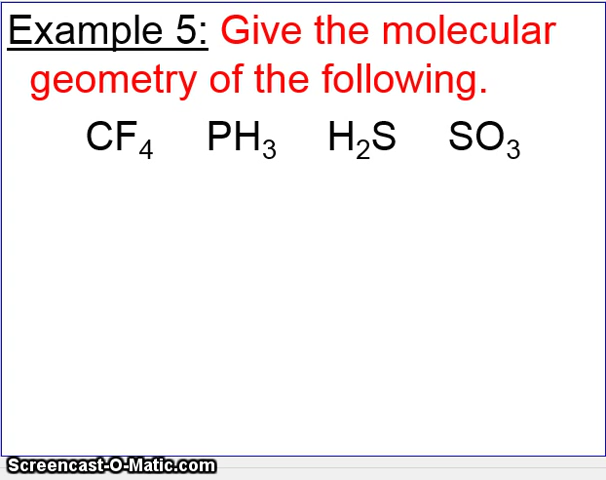 Example 5: Give the molecular
geometry of the following.
CF₄ PH₃ H₂S SO₃
Screencast-O-Matic.com